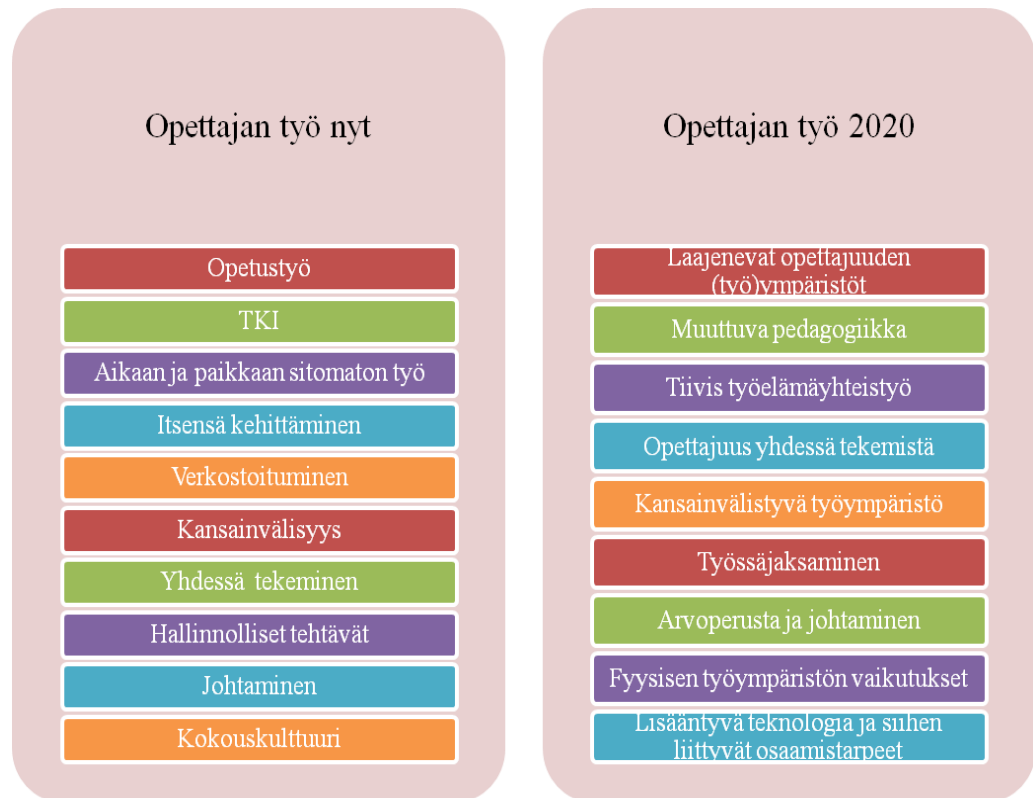 Opettajan työ nyt
Opetustyö
TKI
Aikaan ja paikkaan sitomaton työ
Itsensä kehittäminen
Verkostoituminen
Kansainvälisyys
Yhdessä tekeminen
Hallinnolliset tehtävät
Johtaminen
Kokouskulttuuri
Opettajan työ 2020
Laajenevat opettajuuden
(työ)ympäristöt
Muuttuva pedagogiikka
Tiivis työelämäyhteistyö
Opettajuus yhdessä tekemistä
Kansainvälistyvä työympäristö
Työssäjaksaminen
Arvoperusta ja johtaminen
Fyysisen työympäristön vaikutukset
Lisääntyvä teknologia ja siihen
liittyvät osaamistarpeet